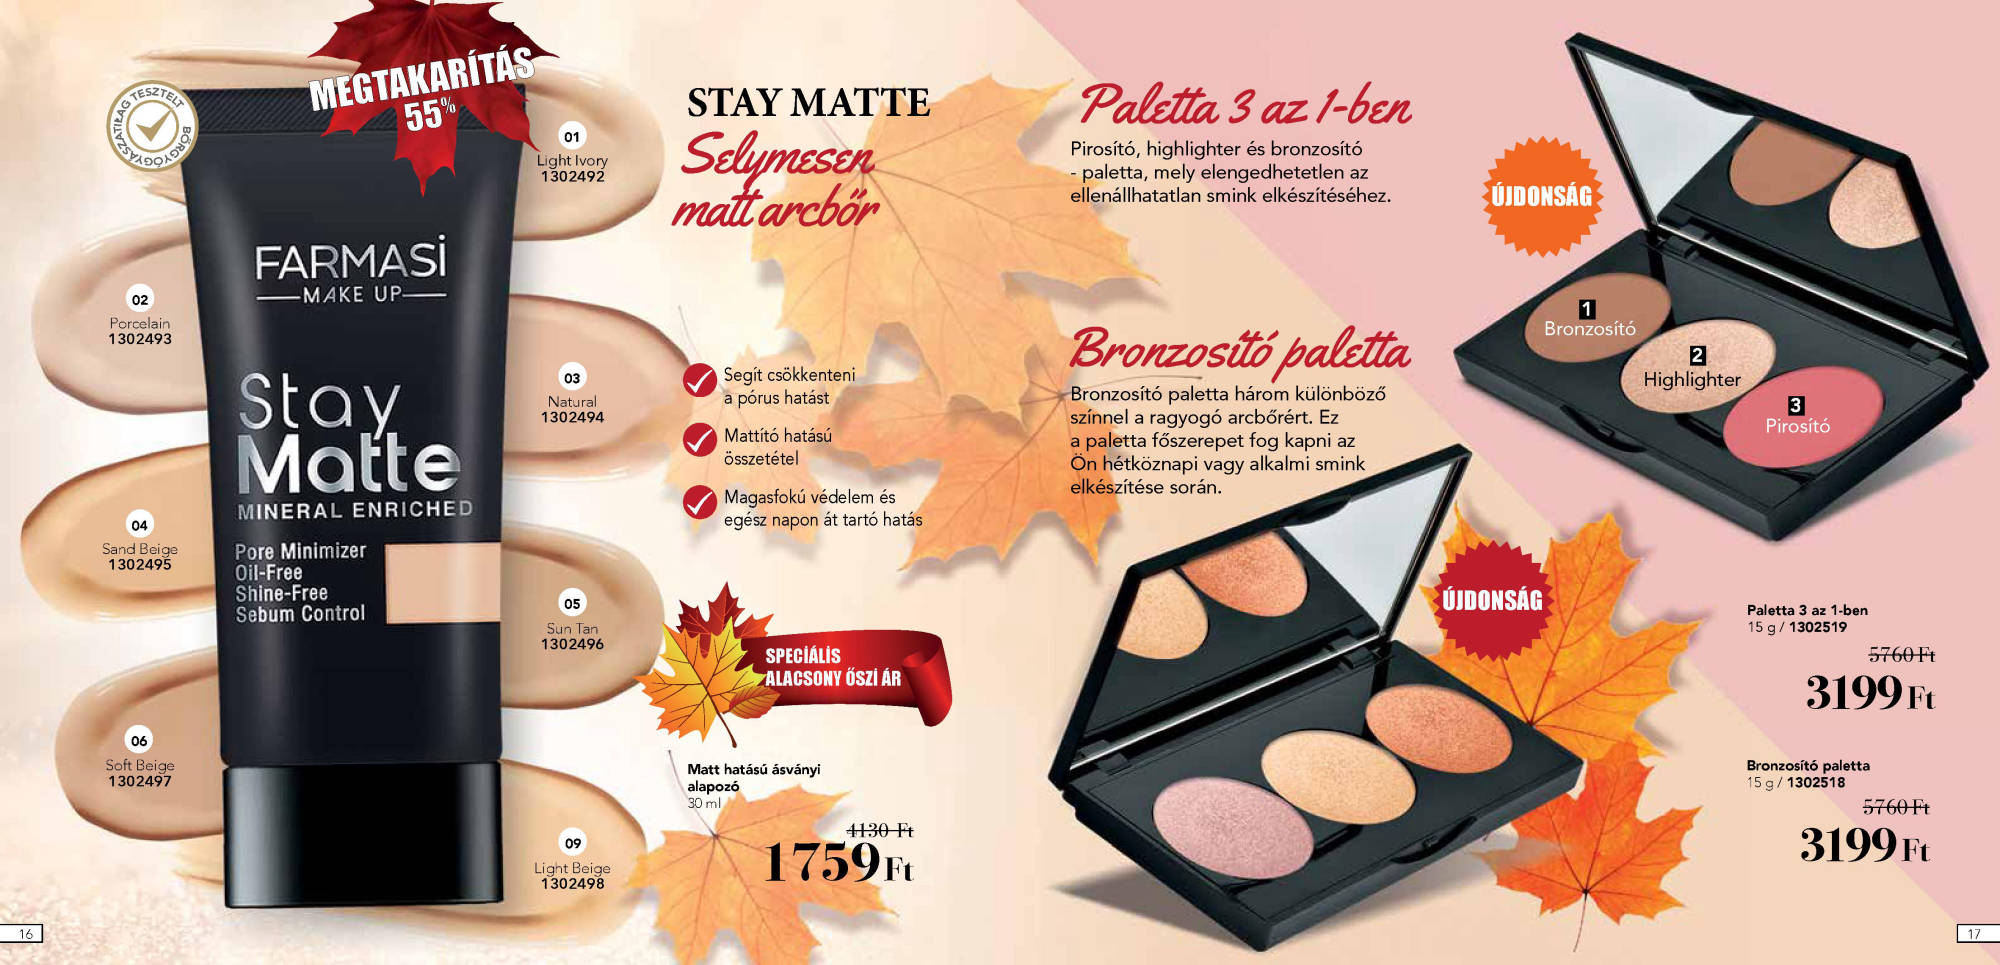 BŐRGYÓGYÁSZATILAG TESZTELT
MEGTAKARÍTÁS
55%
FARMASİ
MAKE UP
Stay
Matte
MINERAL ENRICHED
Pore Minimizer
Oil-Free
Shine-Free
Sebum Control
01
Light Ivory
1302492
02
Porcelain
1302493
03
Natural
1302494
04
Sand Beige
1302495
05
Sun Tan
1302496
06
Soft Beige
1302497
09
Light Beige
1302498
STAY MATTE
Selymesen
matt arcbőr
Segít csökkenteni
a pórus hatást
Mattító hatású
összetétel
Magasfokú védelem és
egész napon át tartó hatás
SPECIÁLIS
ALACSONY ŐSZI ÁR
Matt hatású ásványi
alapozó
30 ml
4130 Ft
1759 Ft
16
Paletta 3 az 1-ben
Pirosító, highlighter és bronzosító
- paletta, mely elengedhetetlen az
ellenállhatatlan smink elkészítéséhez.
ÚJDONSÁG
1
Bronzosító
2
Highlighter
3
Pirosító
Bronzosító paletta
Bronzosító paletta három különböző
színnel a ragyogó arcbőrért. Ez
a paletta főszerepet fog kapni az
Ön hétköznapi vagy alkalmi smink
elkészítése során.
ÚJDONSÁG
Paletta 3 az 1-ben
15 g / 1302519
5760 Ft
3199 Ft
Bronzosító paletta
15 g / 1302518
5760 Ft
3199 Ft
17